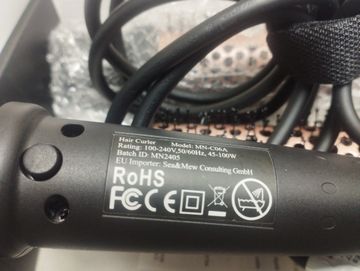 Hair Curler Model: MN-C06A
Rating: 100-240V,50/60Hz, 45-100W
Batch ID: MN2405
EU Importer: Sea&Mew Consulting GmbH
RoHS
FC CE